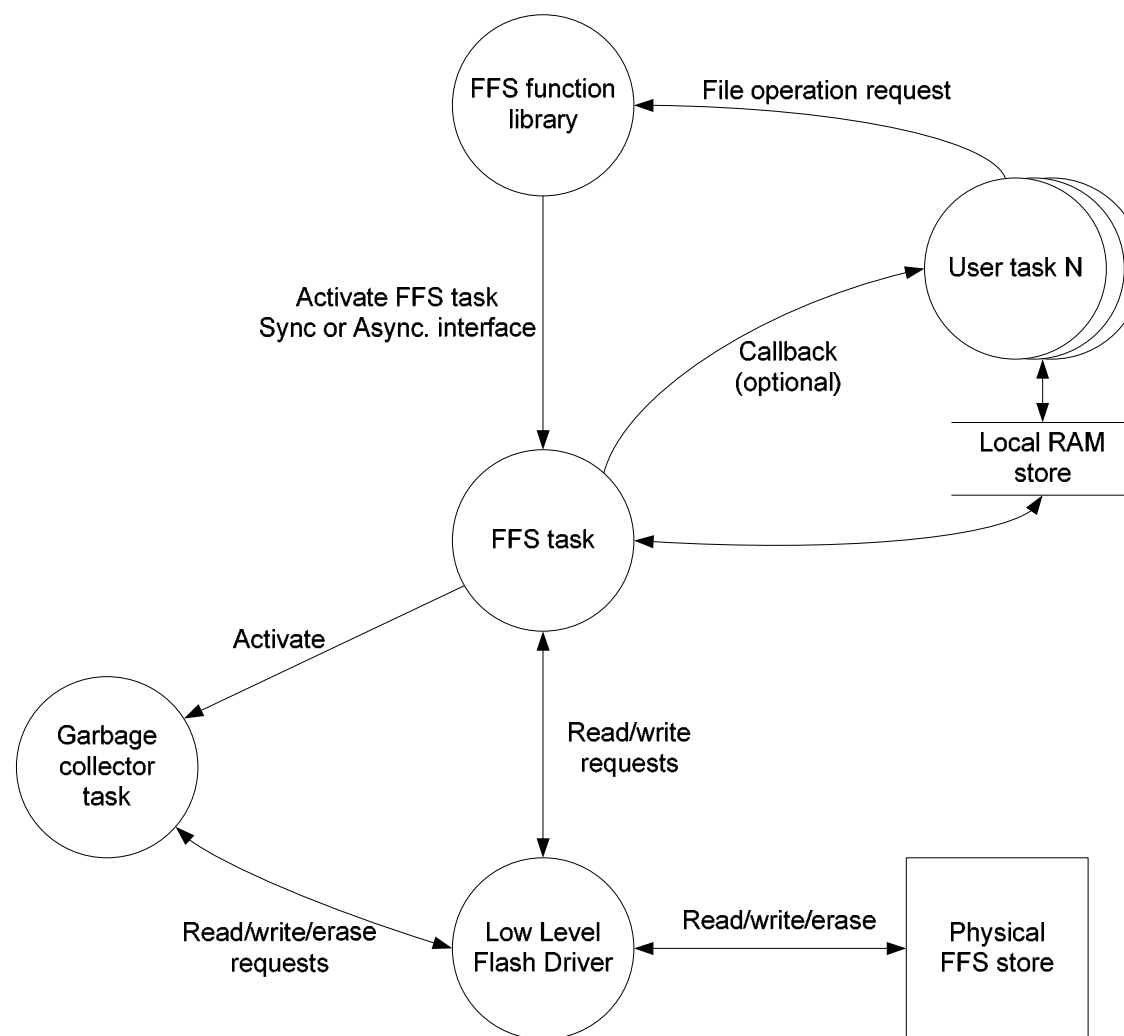 FFS function
library
File operation request
User task N
Activate FFS task
Sync or Async. interface
Callback
(optional)
Local RAM
store
FFS task
Activate
Garbage
collector
task
Read/write
requests
Read/write/erase
requests
Low Level
Flash Driver
Read/write/erase
Physical
FFS store